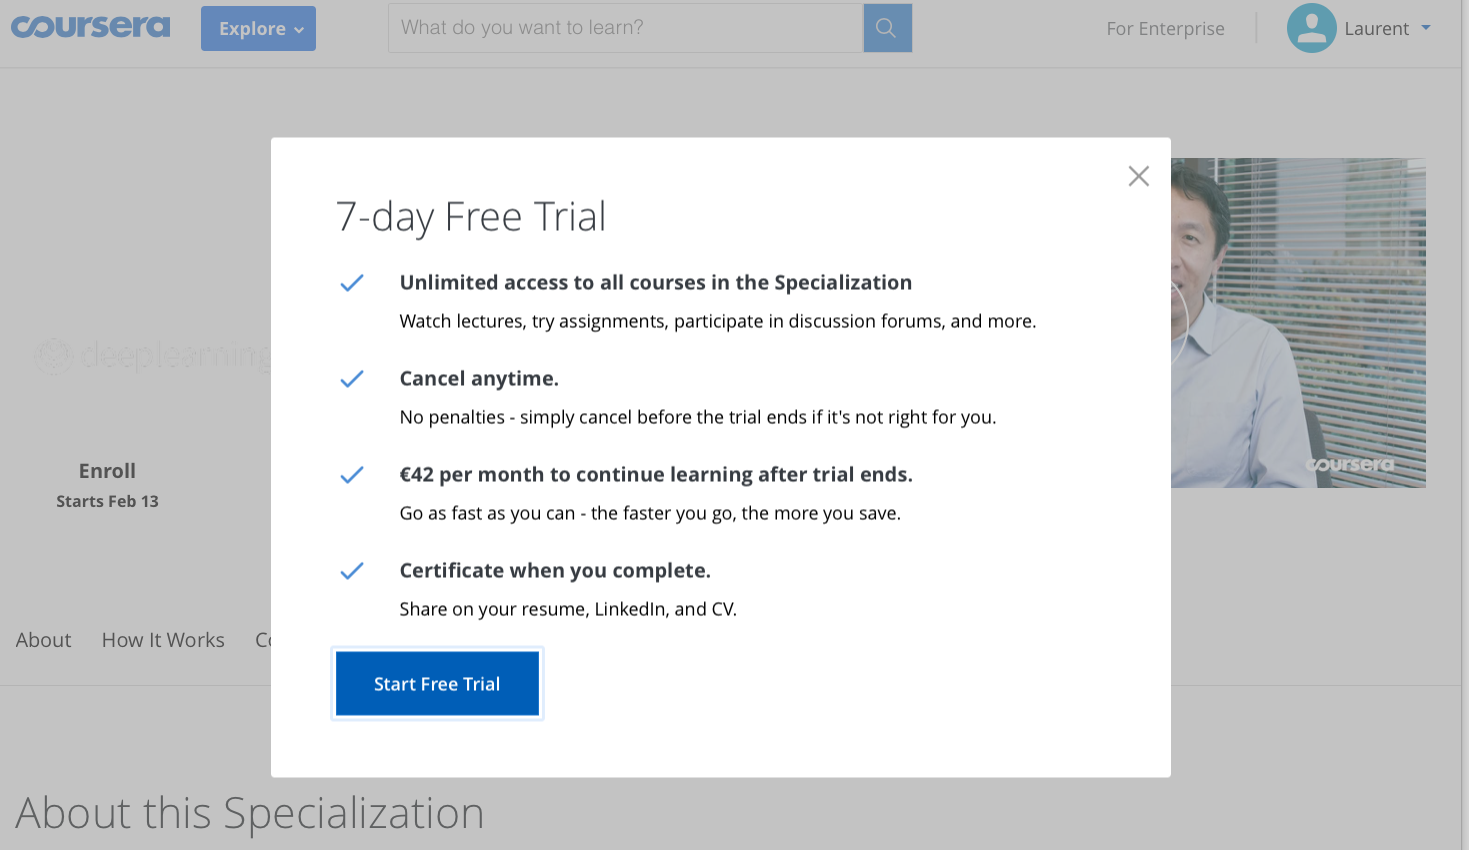 coursera
Explore
What do you want to learn?
For Enterprise
Laurent
7-day Free Trial
Unlimited access to all courses in the Specialization
Watch lectures, try assignments, participate in discussion forums, and more.
deeplearning
Cancel anytime.
No penalties - simply cancel before the trial ends if it's not right for you.
Enroll
Starts Feb 13
€42 per month to continue learning after trial ends.
Go as fast as you can - the faster you go, the more you save.
coursera
Certificate when you complete.
Share on your resume, LinkedIn, and CV.
About How It Works
Start Free Trial
About this Specialization